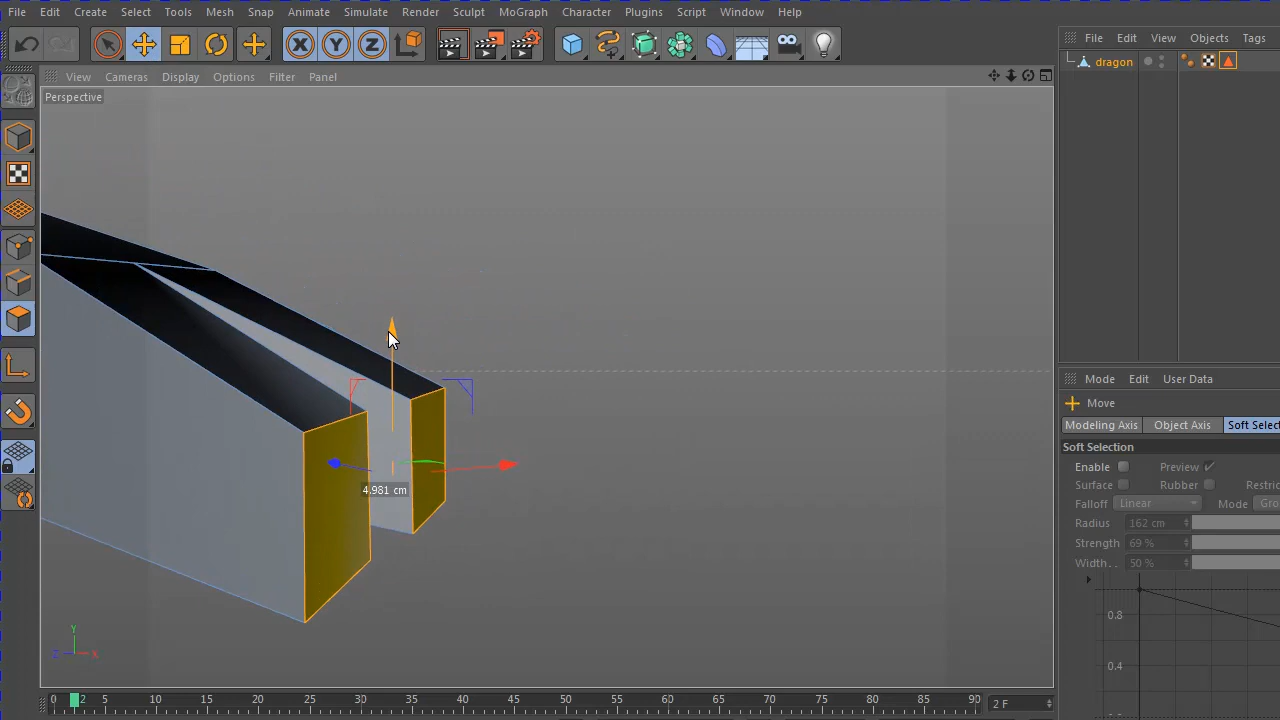 File Edit Create Select Tools Mesh Snap Animate Simulate Render Sculpt MoGraph Character Plugins Script Window Help
File Edit View Objects Tags
dragon
X Y Z
View Cameras Display Options Filter Panel
Perspective
4.981 cm
Y
Z X
Mode Edit User Data
Move
Modeling Axis Object Axis Soft Select
Soft Selection
Enable Preview
Surface Rubber Restric
Falloff Linear Mode Gro
Radius 162 cm
Strength 69 %
Width. . 50 %
0.8
0.4
0 2 5 10 15 20 25 30 35 40 45 50 55 60 65 70 75 80 85 90 2 F